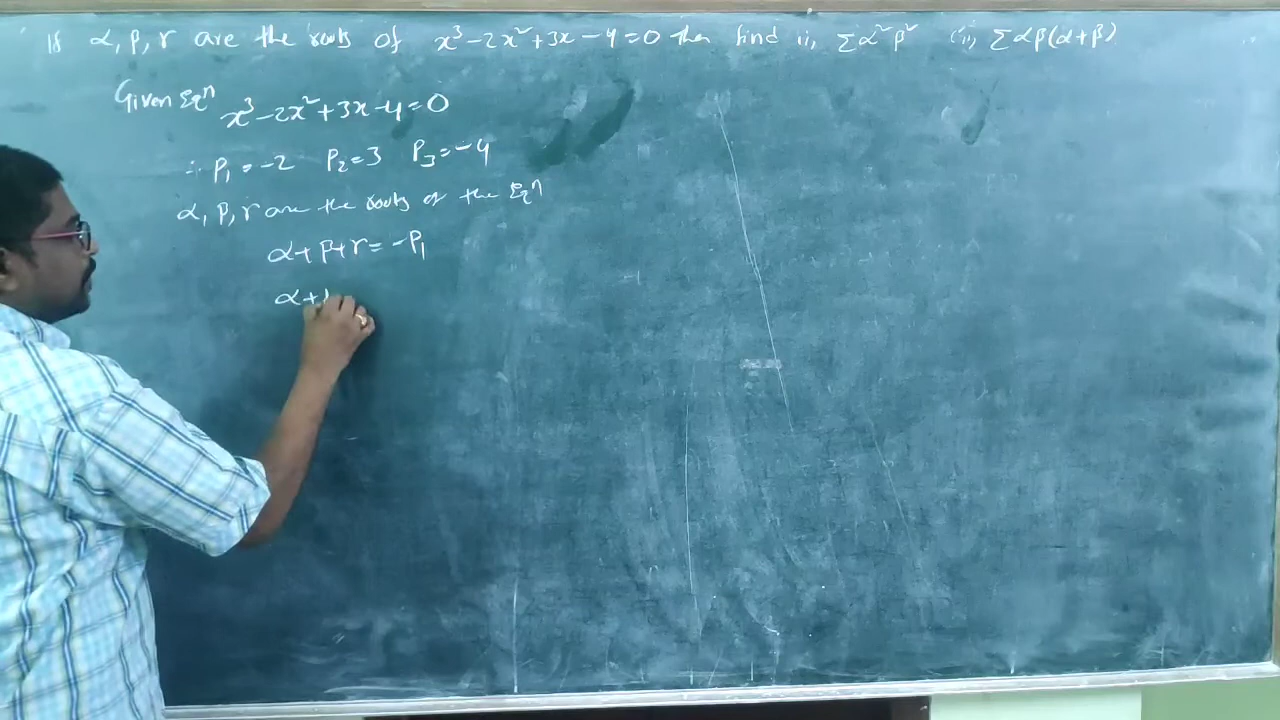 If α, β, γ are the roots of x³-2x²+3x-4=0 then find i, Σα²β² (ii, Σαβ(α+β)
Given Eqⁿ x³-2x²+3x-4=0
∴ P₁=-2 P₂=3 P₃=-4
α, β, γ are the roots of the Eqⁿ
α+β+γ=-P₁
α+